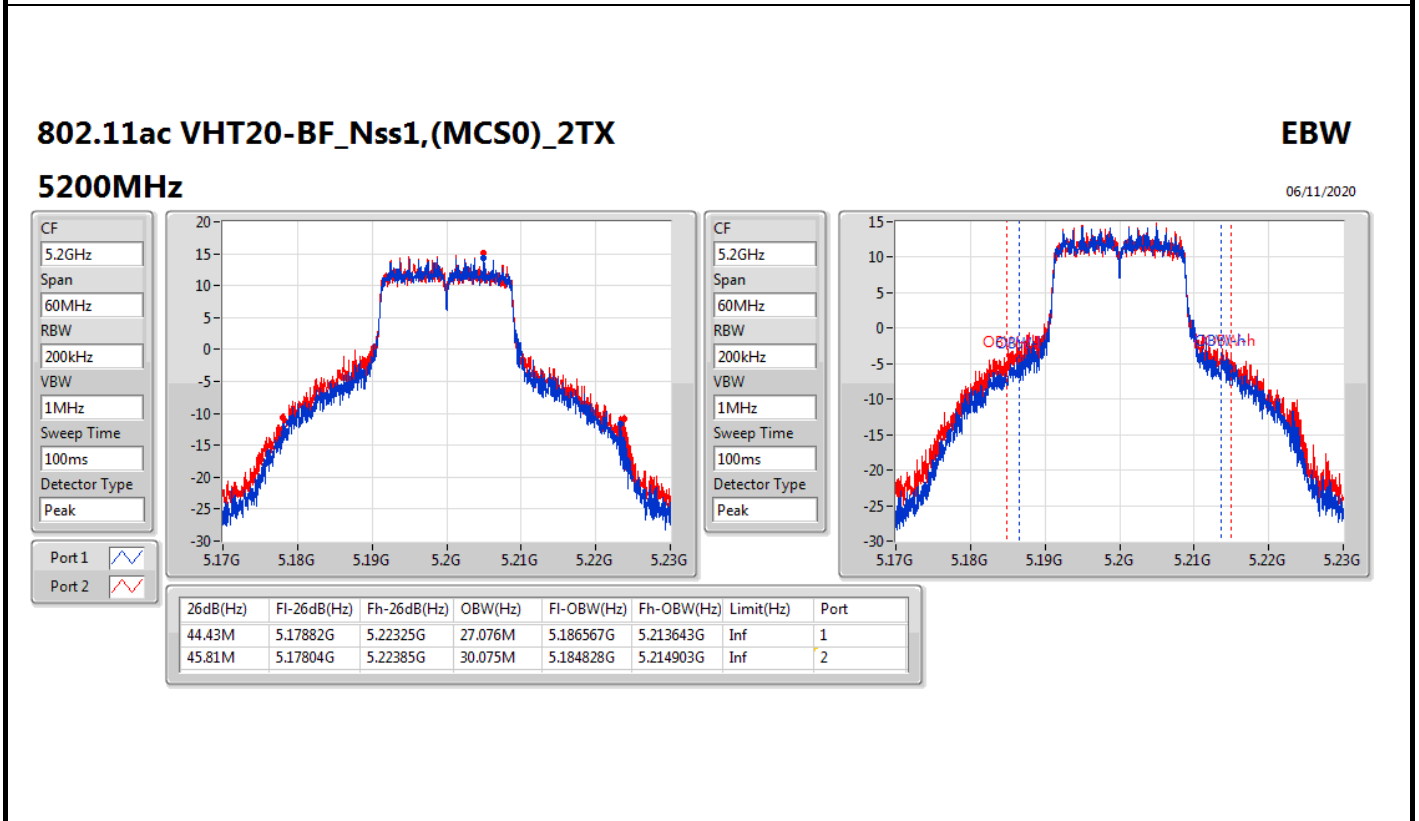 802.11ac VHT20-BF_Nss1,(MCS0)_2TX EBW
5200MHz 06/11/2020
CF
5.2GHz
Span
60MHz
RBW
200kHz
VBW
1MHz
Sweep Time
100ms
Detector Type
Peak
Port 1
Port 2
20
15
10
5
0
-5
-10
-15
-20
-25
-30
5.17G 5.18G 5.19G 5.2G 5.21G 5.22G 5.23G
CF
5.2GHz
Span
60MHz
RBW
200kHz
VBW
1MHz
Sweep Time
100ms
Detector Type
Peak
15
10
5
0
-5
-10
-15
-20
-25
-30
5.17G 5.18G 5.19G 5.2G 5.21G 5.22G 5.23G
26dB(Hz) Fl-26dB(Hz) Fh-26dB(Hz) OBW(Hz) Fl-OBW(Hz) Fh-OBW(Hz) Limit(Hz) Port
44.43M 5.17882G 5.22325G 27.076M 5.186567G 5.213643G Inf 1
45.81M 5.17804G 5.22385G 30.075M 5.184828G 5.214903G Inf 2